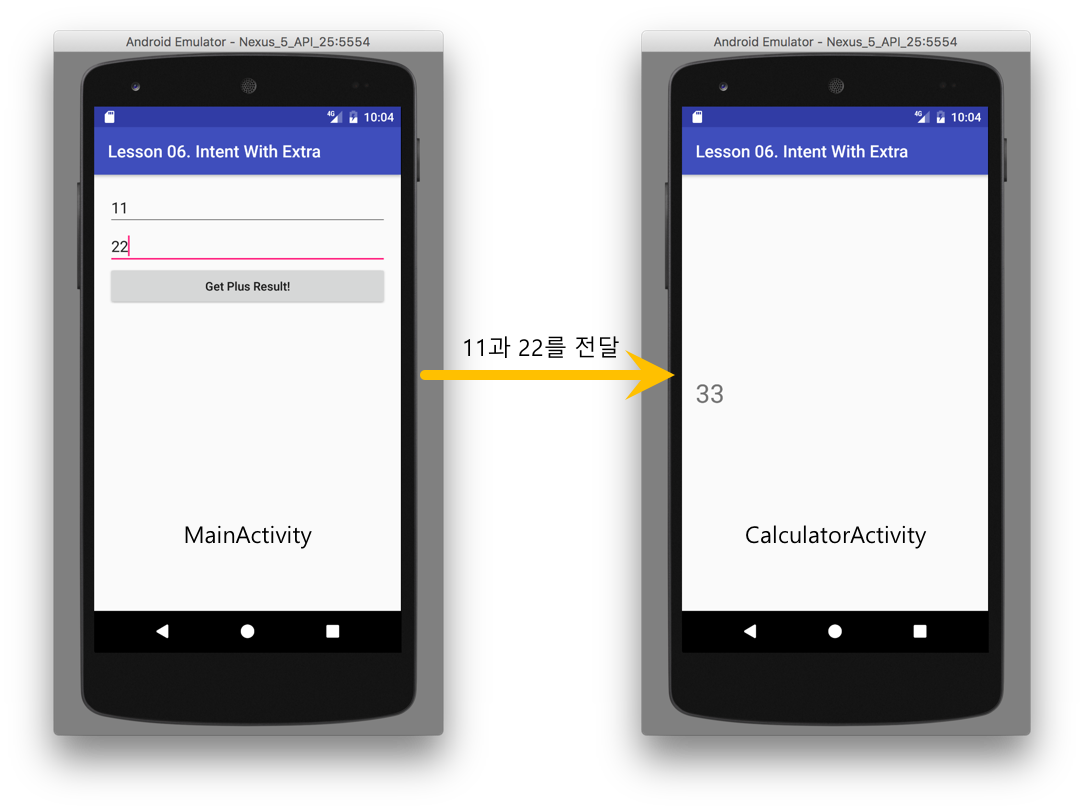 Android Emulator - Nexus_5_API_25:5554
4G 10:04
Lesson 06. Intent With Extra
11
22
Get Plus Result!
MainActivity
11과 22를 전달
Android Emulator - Nexus_5_API_25:5554
4G 10:04
Lesson 06. Intent With Extra
33
CalculatorActivity